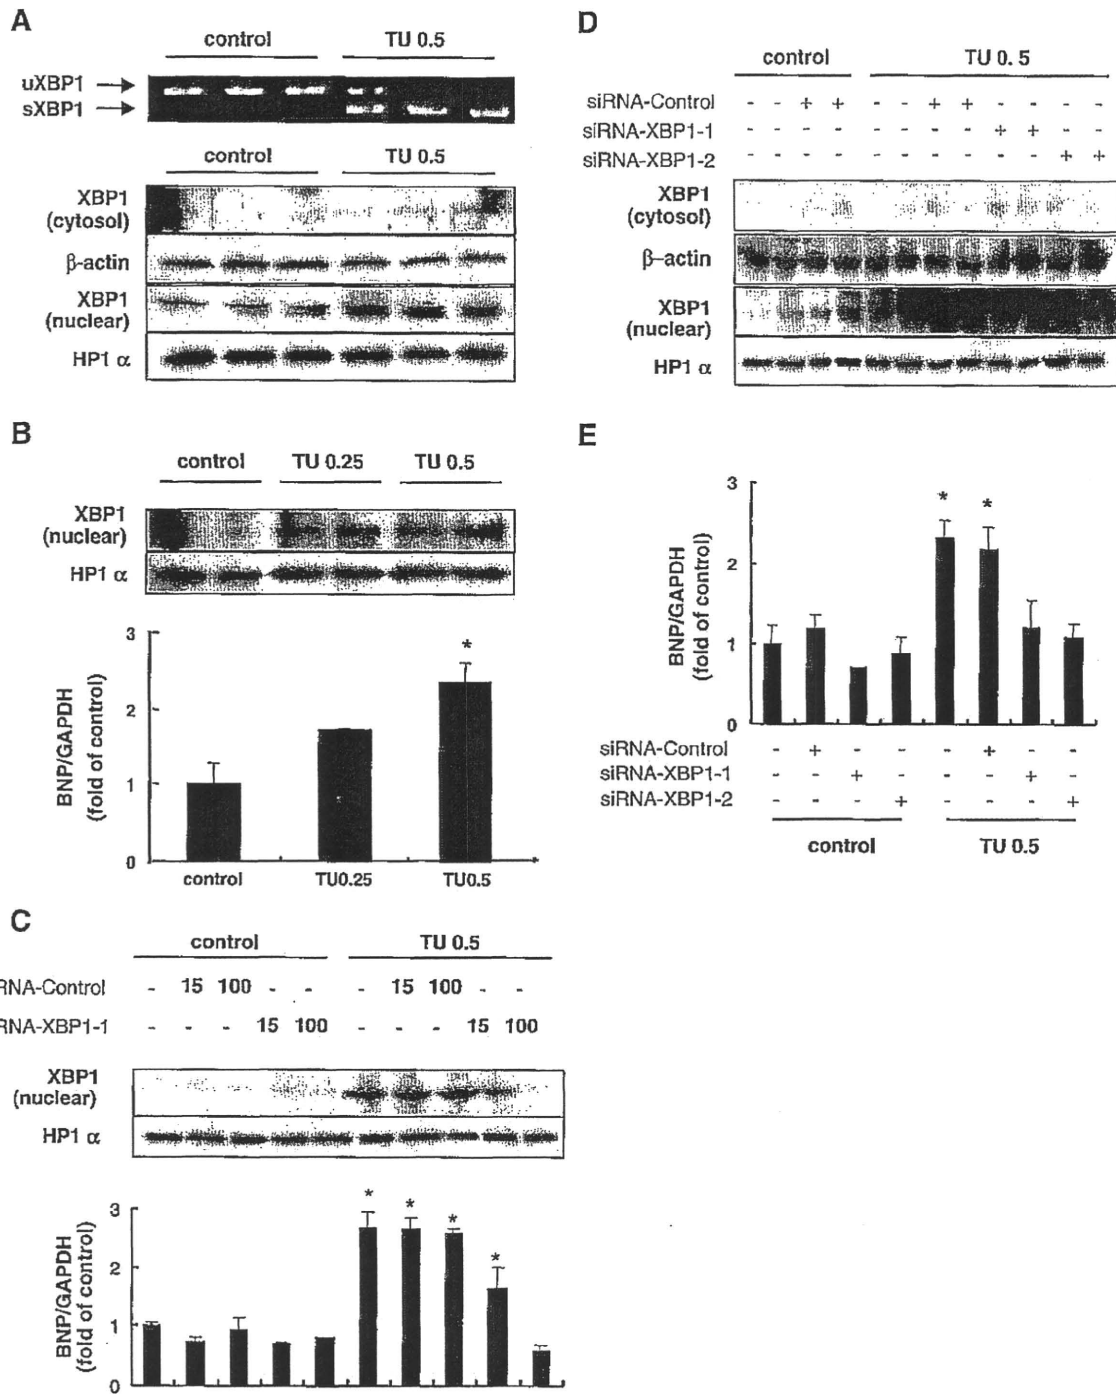 A
control TU 0.5
uXBP1
sXBP1
control TU 0.5
XBP1
(cytosol)
β-actin
XBP1
(nuclear)
HP1 α
B
control TU 0.25 TU 0.5
XBP1
(nuclear)
HP1 α
3
2
1
0
BNP/GAPDH
(fold of control)
*
control TU0.25 TU0.5
C
control TU 0.5
RNA-Control - 15 100 - - - 15 100 - -
RNA-XBP1-1 - - - 15 100 - - - 15 100
XBP1
(nuclear)
HP1 α
3
2
1
0
BNP/GAPDH
(fold of control)
* * * *
D
control TU 0.5
siRNA-Control - - + + - - + + - - - -
siRNA-XBP1-1 - - - - - - - - + + - -
siRNA-XBP1-2 - - - - - - - - - - + +
XBP1
(cytosol)
β-actin
XBP1
(nuclear)
HP1 α
E
3
2
1
0
BNP/GAPDH
(fold of control)
* *
siRNA-Control - + - - - + - -
siRNA-XBP1-1 - - + - - - + -
siRNA-XBP1-2 - - - + - - - +
control TU 0.5